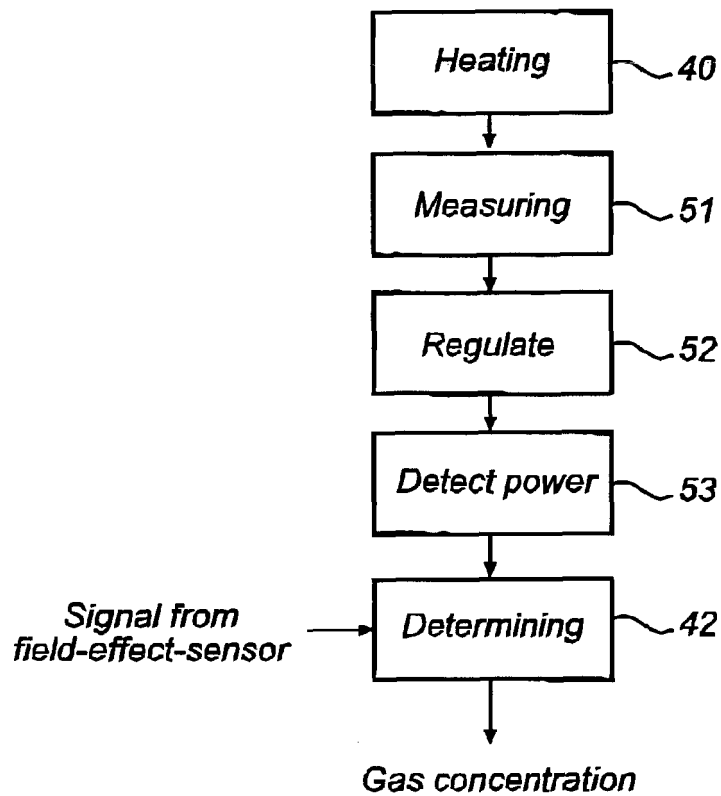 Heating
40
Measuring
51
Regulate
52
Detect power
53
Signal from
field-effect-sensor
Determining
42
Gas concentration